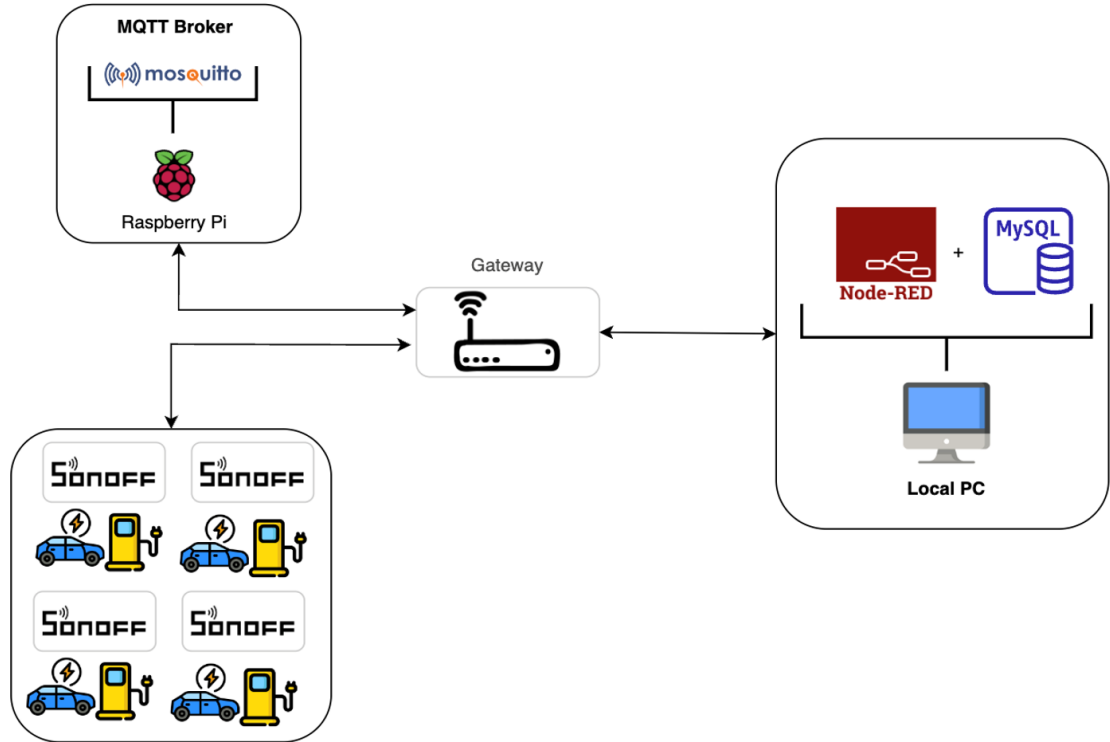 MQTT Broker
mosquitto
Raspberry Pi
Gateway
Node-RED
+
MySQL
Local PC
SONOFF
SONOFF
SONOFF
SONOFF